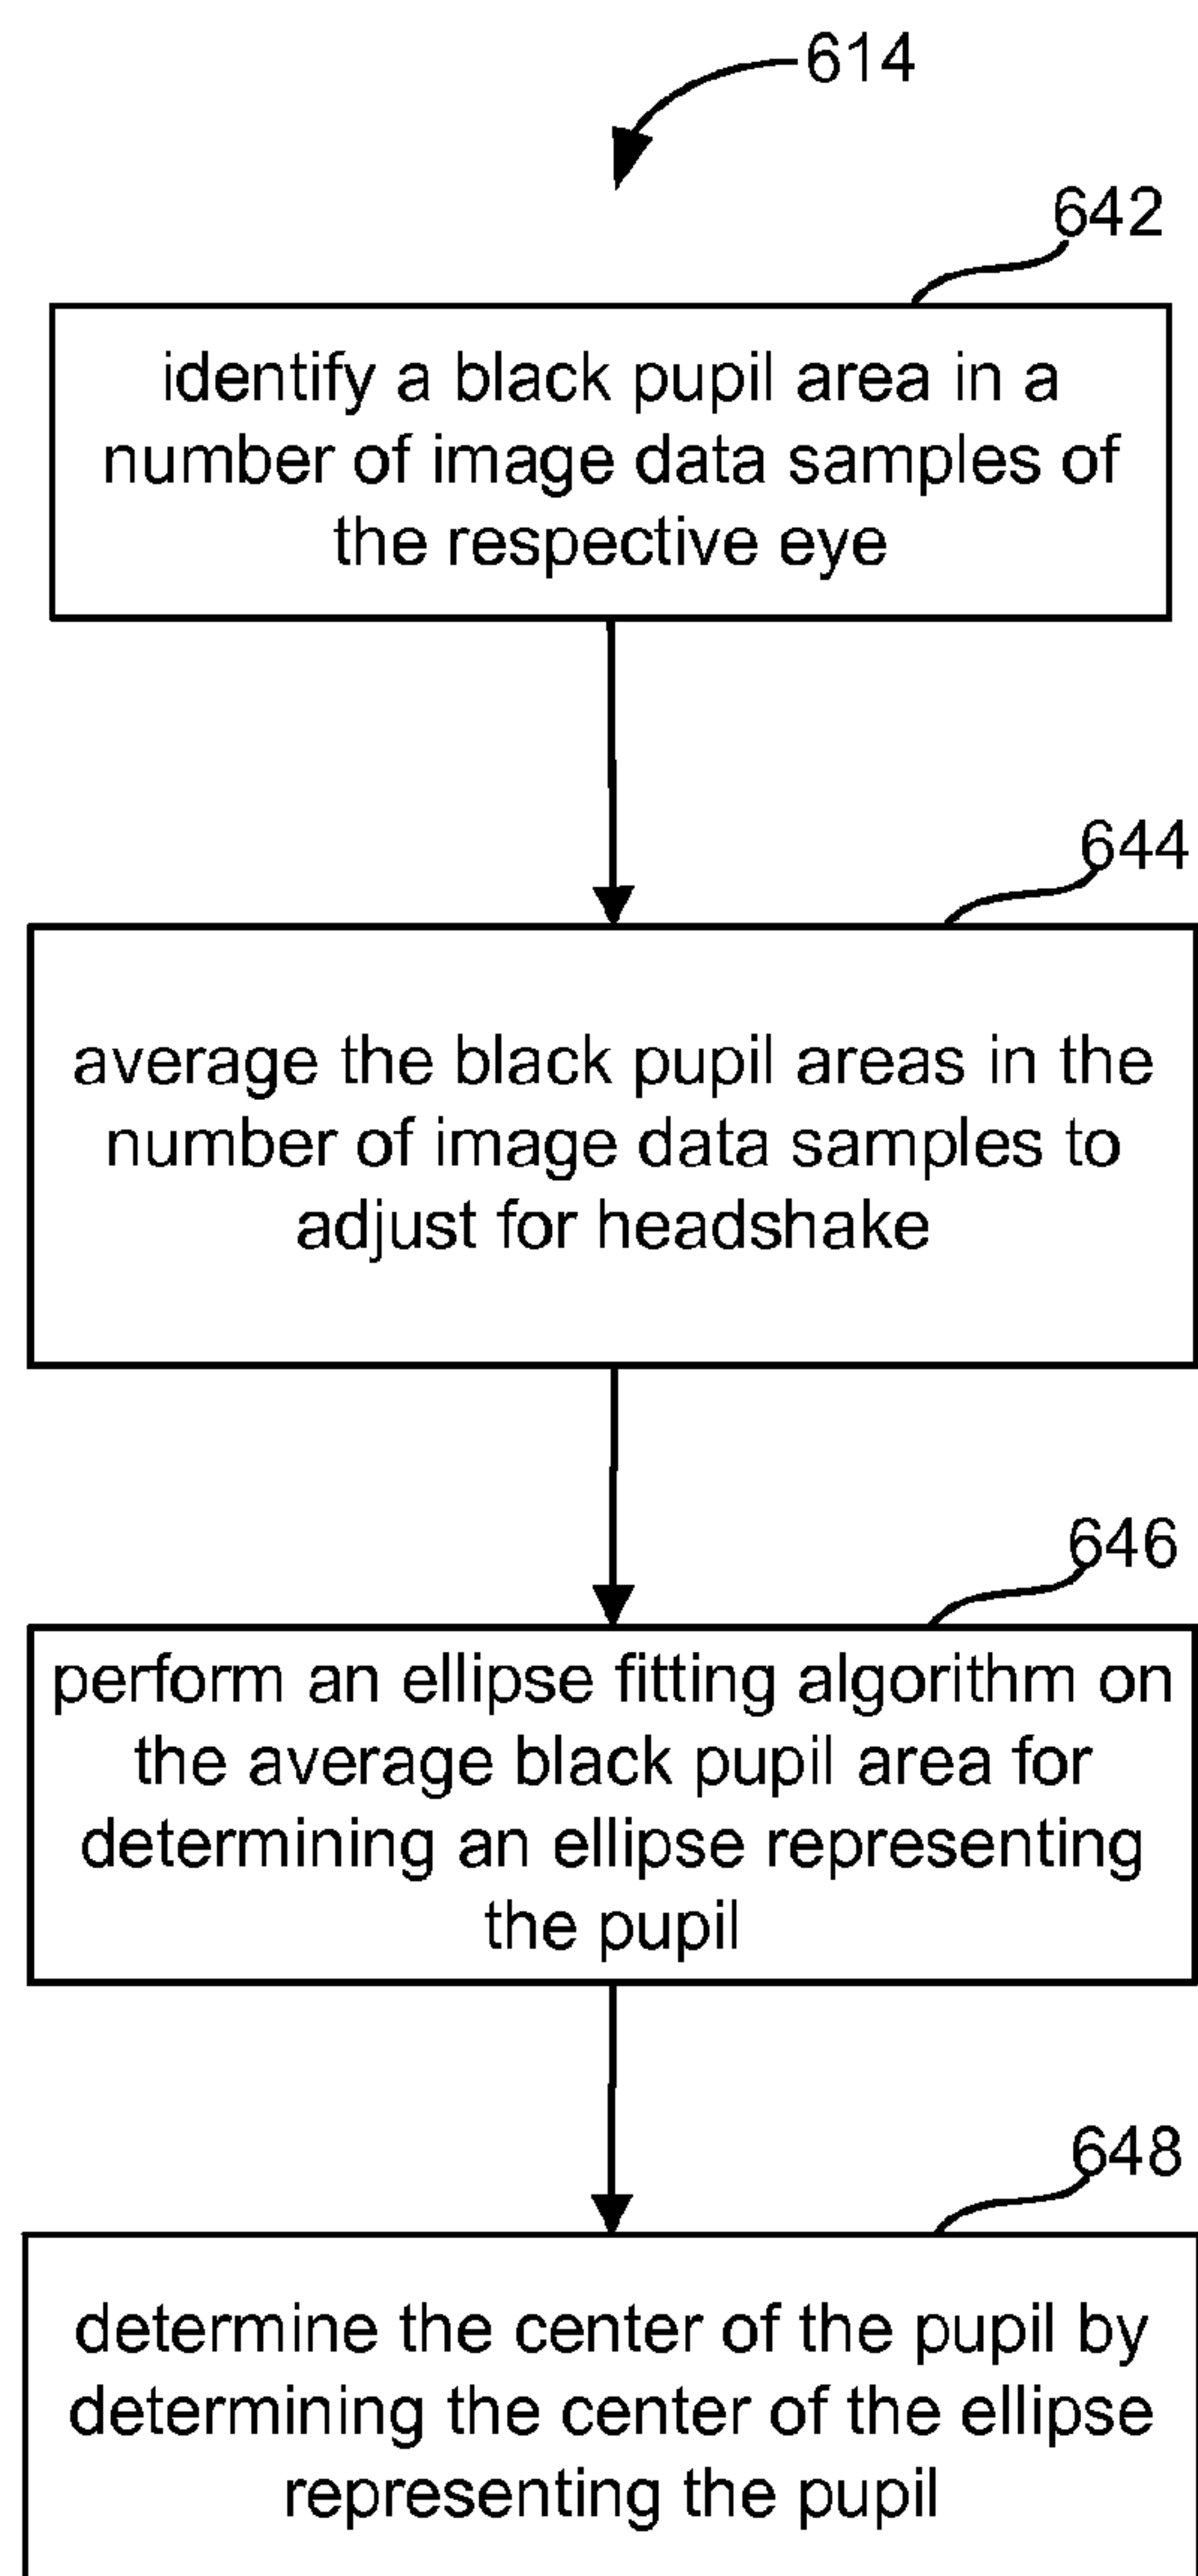 614
642
identify a black pupil area in a
number of image data samples of
the respective eye
644
average the black pupil areas in the
number of image data samples to
adjust for headshake
646
perform an ellipse fitting algorithm on
the average black pupil area for
determining an ellipse representing
the pupil
648
determine the center of the pupil by
determining the center of the ellipse
representing the pupil